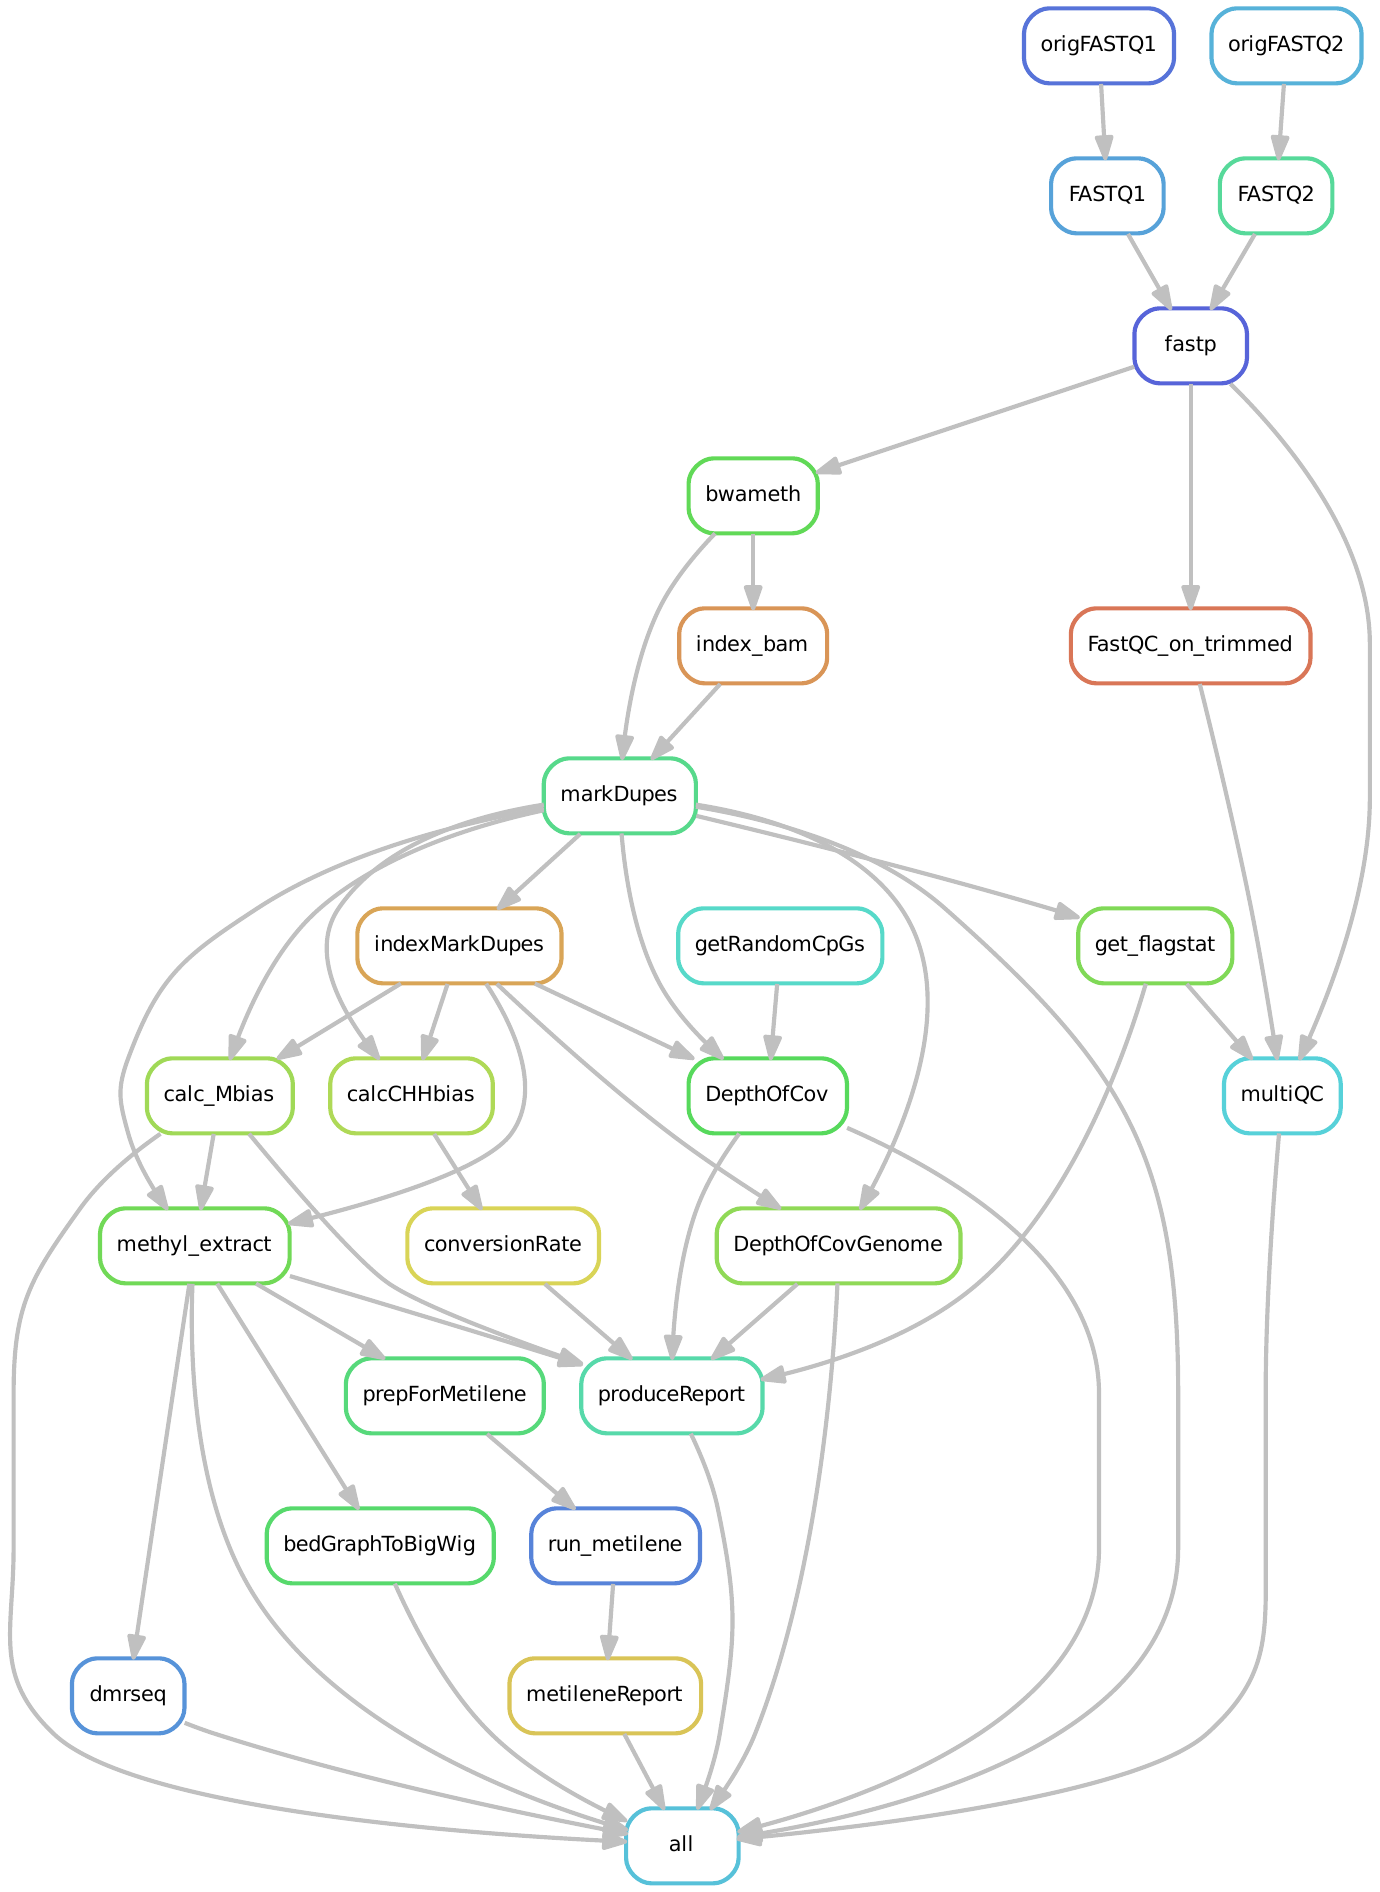 origFASTQ1
origFASTQ2
FASTQ1
FASTQ2
fastp
bwameth
index_bam
FastQC_on_trimmed
markDupes
indexMarkDupes
getRandomCpGs
get_flagstat
calc_Mbias
calcCHHbias
DepthOfCov
multiQC
methyl_extract
conversionRate
DepthOfCovGenome
prepForMetilene
produceReport
bedGraphToBigWig
run_metilene
dmrseq
metileneReport
all